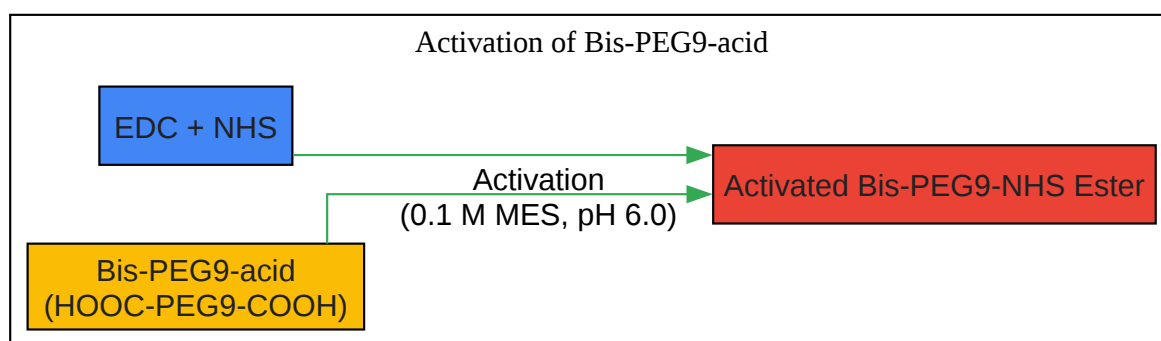 Activation of Bis-PEG9-acid
EDC + NHS
Activation
(0.1 M MES, pH 6.0)
Activated Bis-PEG9-NHS Ester
Bis-PEG9-acid
(HOOC-PEG9-COOH)